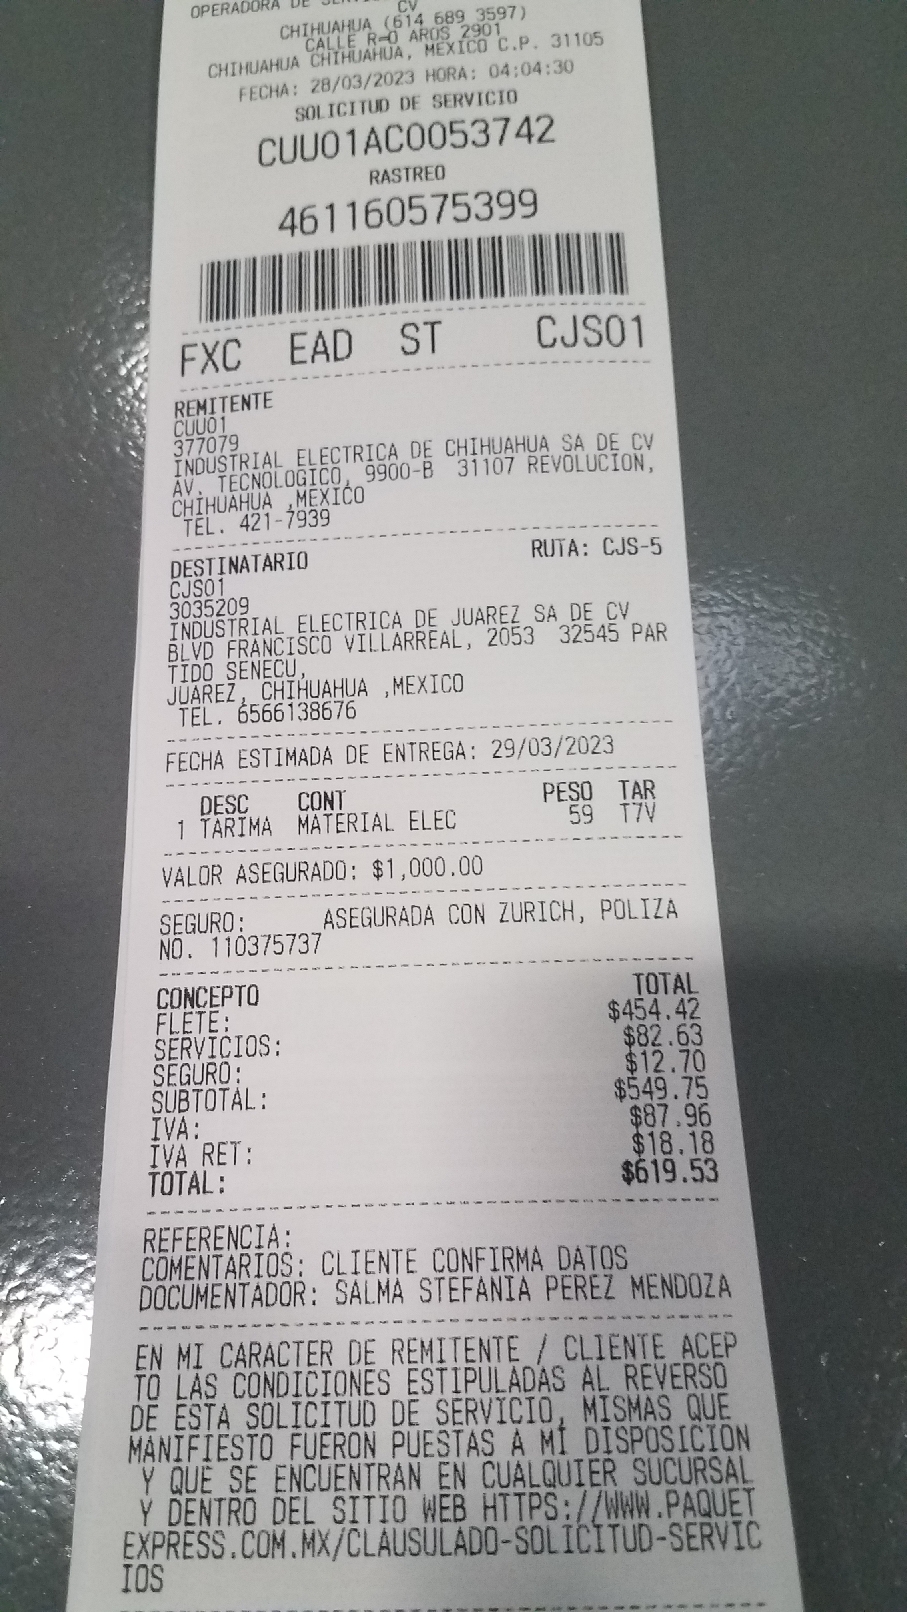 OPERADORA DE
CV
CHIHUAHUA (614 689 3597)
CALLE R-O AROS 2901
CHIHUAHUA CHIHUAHUA, MEXICO C.P. 31105
FECHA: 28/03/2023 HORA: 04:04:30
SOLICITUD DE SERVICIO
CUU01AC0053742
RASTREO
461160575399
FXC EAD ST CJS01
REMITENTE
CUU01
377079
INDUSTRIAL ELECTRICA DE CHIHUAHUA SA DE CV
AV. TECNOLOGICO, 9900-B 31107 REVOLUCION,
CHIHUAHUA ,MEXICO
TEL. 421-7939
DESTINATARIO RUTA: CJS-5
CJS01
3035209
INDUSTRIAL ELECTRICA DE JUAREZ SA DE CV
BLVD FRANCISCO VILLARREAL, 2053 32545 PAR
TIDO SENECU,
JUAREZ, CHIHUAHUA ,MEXICO
TEL. 6566138676
FECHA ESTIMADA DE ENTREGA: 29/03/2023
DESC CONT PESO TAR
1 TARIMA MATERIAL ELEC 59 T7V
VALOR ASEGURADO: $1,000.00
SEGURO: ASEGURADA CON ZURICH, POLIZA
NO. 110375737
CONCEPTO TOTAL
FLETE: $454.42
SERVICIOS: $82.63
SEGURO: $12.70
SUBTOTAL: $549.75
IVA: $87.96
IVA RET: $18.18
TOTAL: $619.53
REFERENCIA:
COMENTARIOS: CLIENTE CONFIRMA DATOS
DOCUMENTADOR: SALMA STEFANIA PEREZ MENDOZA
EN MI CARACTER DE REMITENTE / CLIENTE ACEP
TO LAS CONDICIONES ESTIPULADAS AL REVERSO
DE ESTA SOLICITUD DE SERVICIO, MISMAS QUE
MANIFIESTO FUERON PUESTAS A MI DISPOSICION
Y QUE SE ENCUENTRAN EN CUALQUIER SUCURSAL
Y DENTRO DEL SITIO WEB HTTPS://WWW.PAQUET
EXPRESS.COM.MX/CLAUSULADO-SOLICITUD-SERVIC
IOS